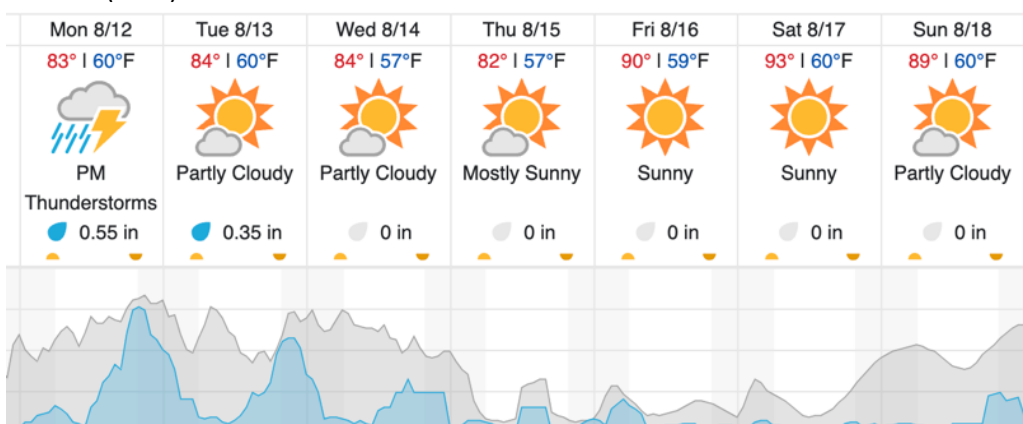 Mon 8/12 Tue 8/13 Wed 8/14 Thu 8/15 Fri 8/16 Sat 8/17 Sun 8/18
83° | 60°F 84° | 60°F 84° | 57°F 82° | 57°F 90° | 59°F 93° | 60°F 89° | 60°F
PM Partly Cloudy Partly Cloudy Mostly Sunny Sunny Sunny Partly Cloudy
Thunderstorms
0.55 in 0.35 in 0 in 0 in 0 in 0 in 0 in